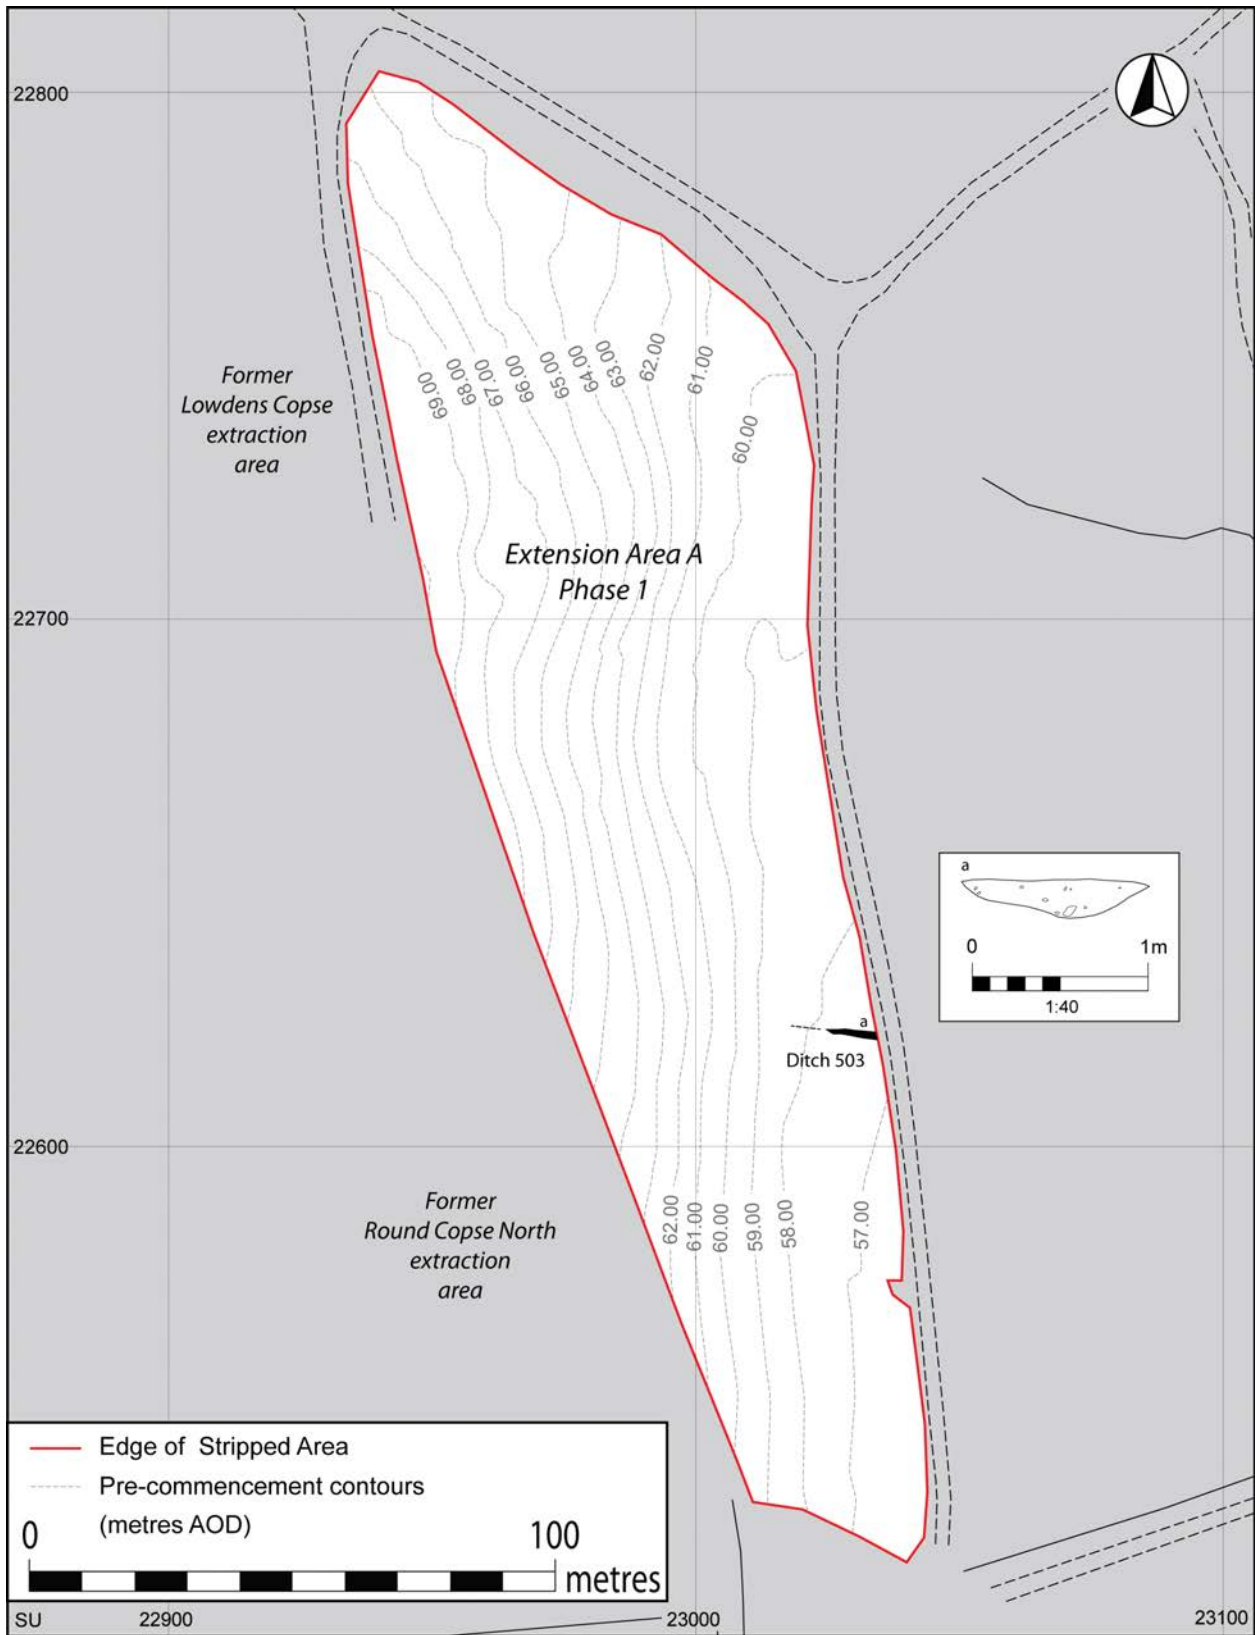 22800
Former
Lowdens Copse
extraction
area
69.00
68.00
67.00
66.00
65.00
64.00
63.00
62.00
61.00
60.00
Extension Area A
Phase 1
22700
a
0 1m
1:40
a
Ditch 503
22600
Former
Round Copse North
extraction
area
62.00
61.00
60.00
59.00
58.00
57.00
Edge of Stripped Area
Pre-commencement contours
(metres AOD)
0 100
metres
SU 22900 23000 23100